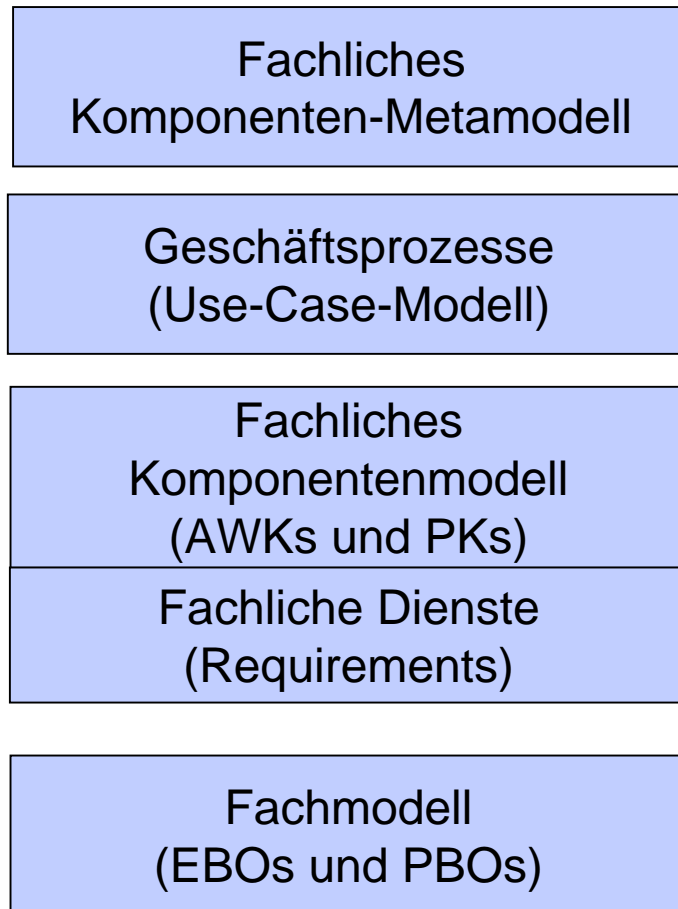 Fachliches
Komponenten-Metamodell
Geschäftsprozesse
(Use-Case-Modell)
Fachliches
Komponentenmodell
(AWKs und PKs)
Fachliche Dienste
(Requirements)
Fachmodell
(EBOs und PBOs)